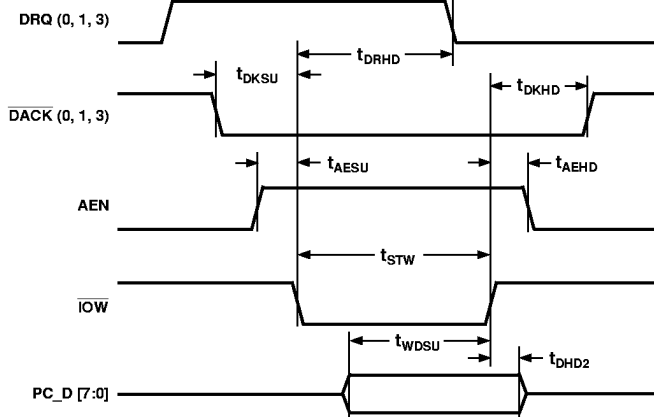 DRQ (0, 1, 3)
tDRHD
tDKSU
tDKHD
DACK (0, 1, 3)
tAESU
tAEHD
AEN
tSTW
IOW
tWDSU
tDHD2
PC_D [7:0]